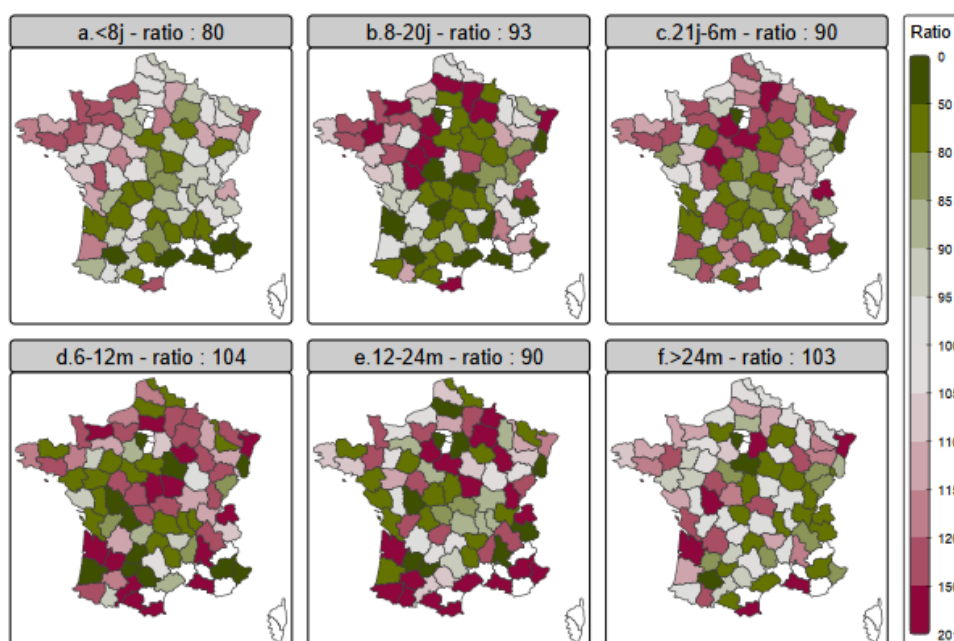 a.<8j - ratio : 80
b.8-20j - ratio : 93
c.21j-6m - ratio : 90
d.6-12m - ratio : 104
e.12-24m - ratio : 90
f.>24m - ratio : 103
Ratio
0
50
80
85
90
95
100
105
110
115
120
150